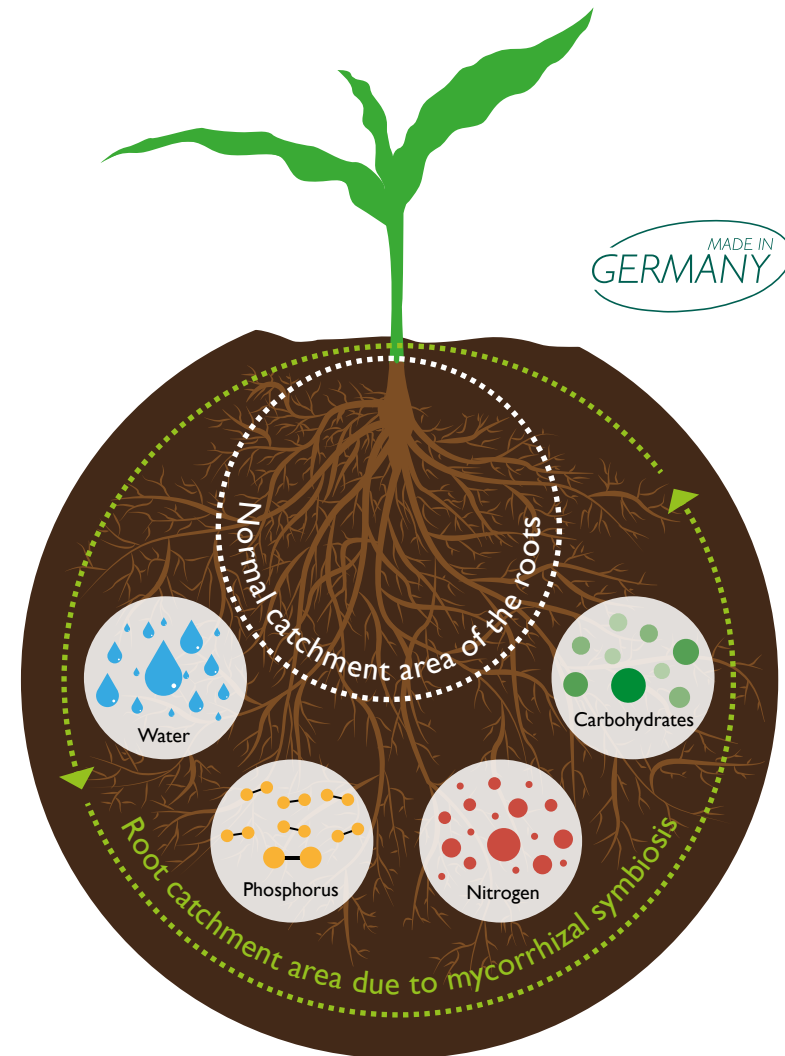 MADE IN
GERMANY
Normal catchment area of the roots
Water
Carbohydrates
Phosphorus
Nitrogen
Root catchment area due to mycorrhizal symbiosis